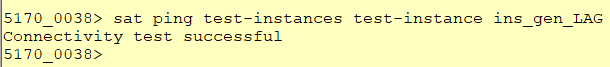 5170_0038> sat ping test-instances test-instance ins_gen_LAG
Connectivity test successful
5170_0038>